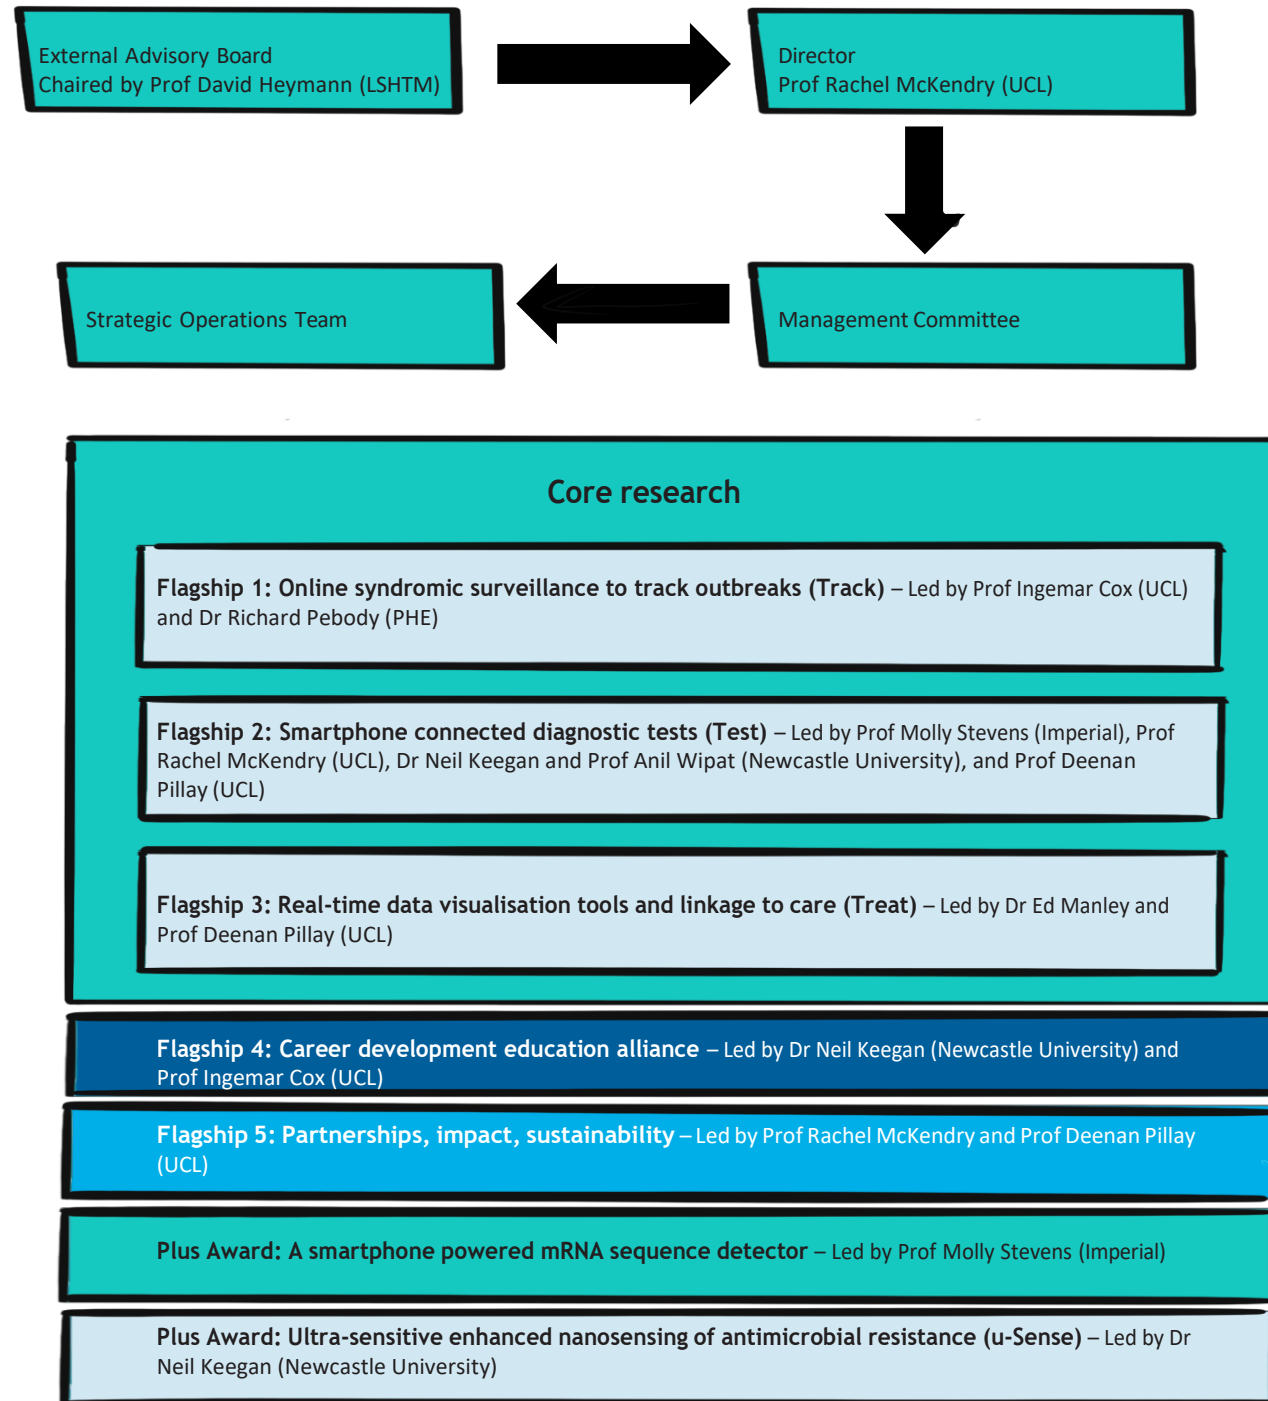 External Advisory Board
Chaired by Prof David Heymann (LSHTM)
Director
Prof Rachel McKendry (UCL)
Strategic Operations Team
Management Committee
Core research
Flagship 1: Online syndromic surveillance to track outbreaks (Track) – Led by Prof Ingemar Cox (UCL)
and Dr Richard Pebody (PHE)
Flagship 2: Smartphone connected diagnostic tests (Test) – Led by Prof Molly Stevens (Imperial), Prof
Rachel McKendry (UCL), Dr Neil Keegan and Prof Anil Wipat (Newcastle University), and Prof Deenan
Pillay (UCL)
Flagship 3: Real-time data visualisation tools and linkage to care (Treat) – Led by Dr Ed Manley and
Prof Deenan Pillay (UCL)
Flagship 4: Career development education alliance – Led by Dr Neil Keegan (Newcastle University) and
Prof Ingemar Cox (UCL)
Flagship 5: Partnerships, impact, sustainability – Led by Prof Rachel McKendry and Prof Deenan Pillay
(UCL)
Plus Award: A smartphone powered mRNA sequence detector – Led by Prof Molly Stevens (Imperial)
Plus Award: Ultra-sensitive enhanced nanosensing of antimicrobial resistance (u-Sense) – Led by Dr
Neil Keegan (Newcastle University)